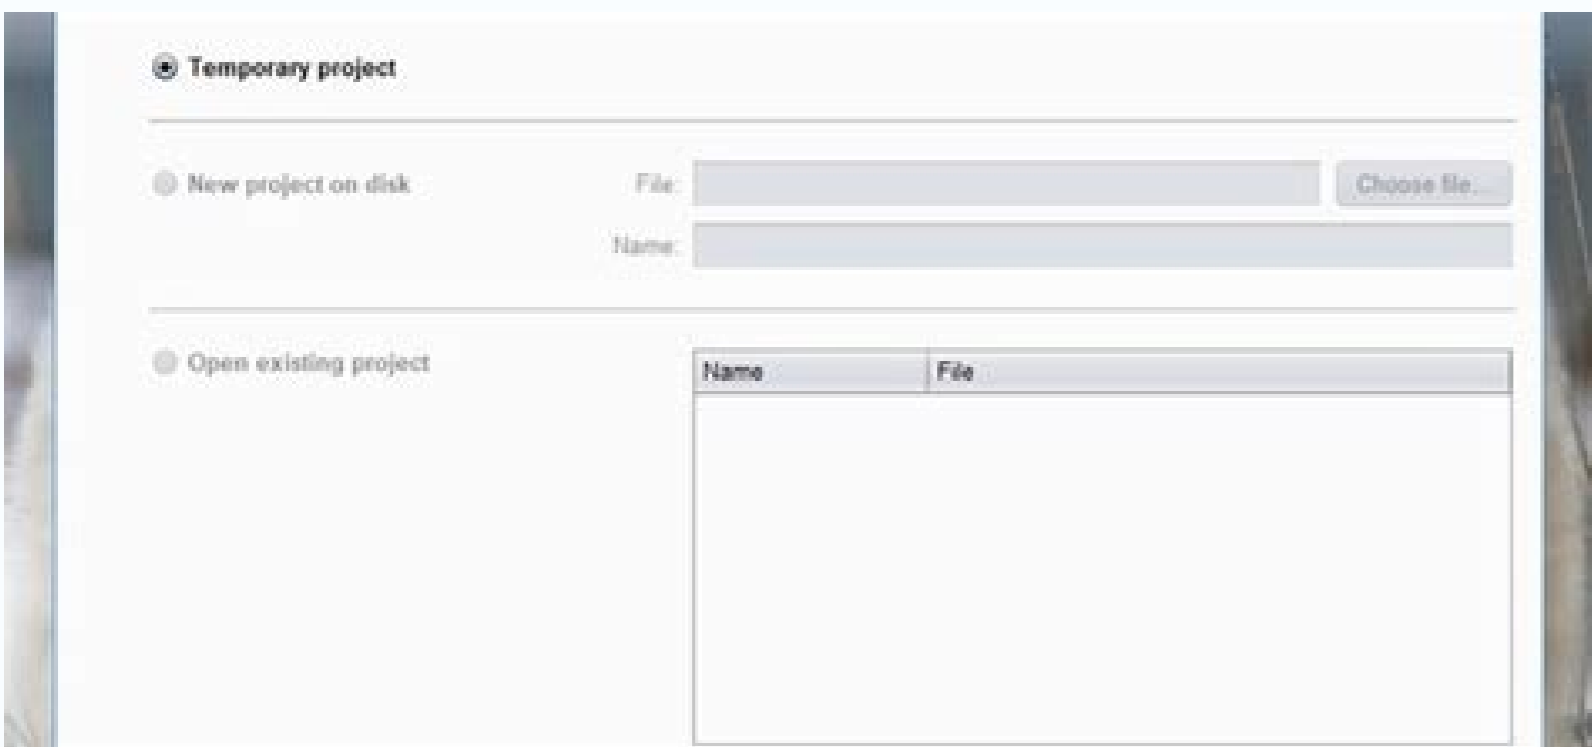 Temporary project
New project on disk
File:
Choose file...
Name:
Open existing project
Name
File